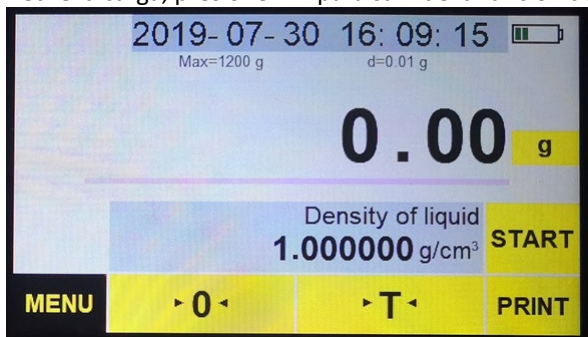 2019-07-30 16:09:15
Max=1200 g d=0.01 g
0.00 g
Density of liquid
1.000000 g/cm³ START
MENU ▸0◂ ▸T◂ PRINT